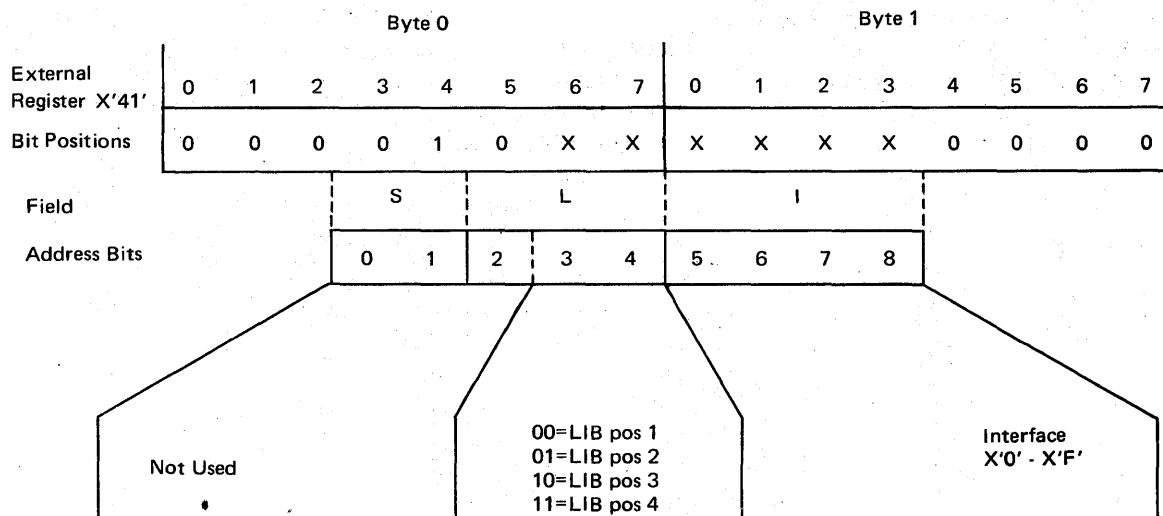 Byte 0 Byte 1
External Register X'41' 0 1 2 3 4 5 6 7 0 1 2 3 4 5 6 7
Bit Positions 0 0 0 0 1 0 X X X X X X 0 0 0 0
Field S L I
Address Bits 0 1 2 3 4 5 6 7 8
Not Used
00=LIB pos 1
01=LIB pos 2
10=LIB pos 3
11=LIB pos 4
Interface
X'0' - X'F'